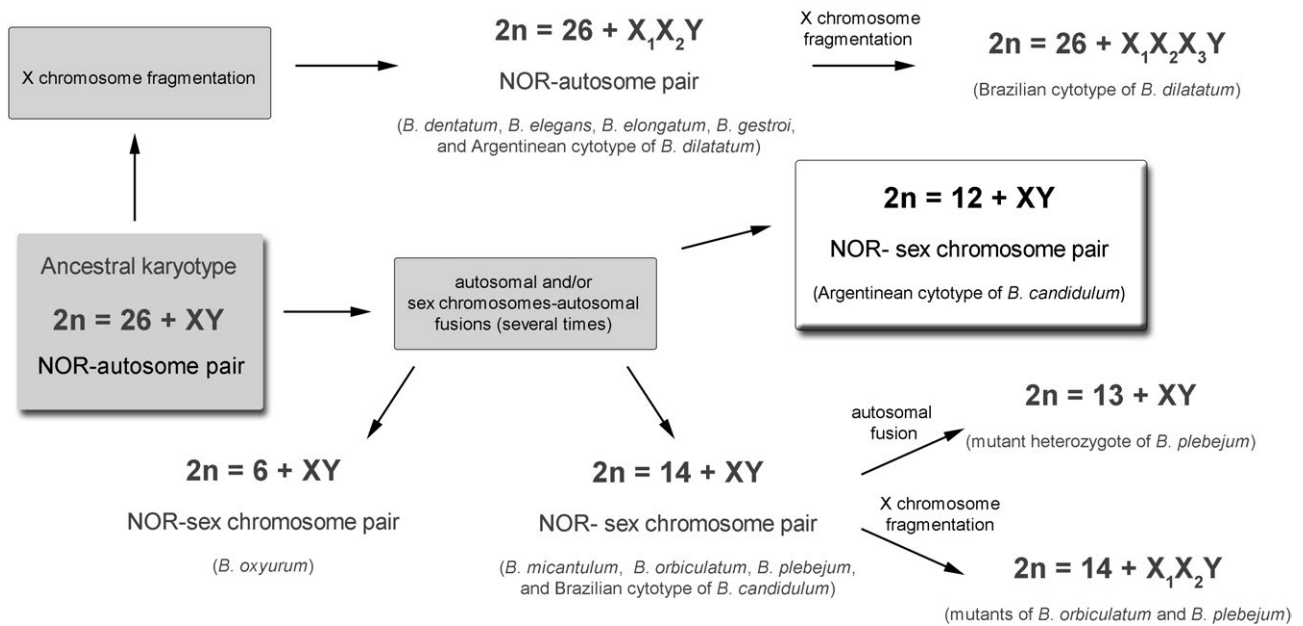 X chromosome fragmentation
2n = 26 + X₁X₂Y
NOR-autosome pair
(B. dentatum, B. elegans, B. elongatum, B. gestroi,
and Argentinean cytotype of B. dilatatum)
X chromosome
fragmentation
2n = 26 + X₁X₂X₃Y
(Brazilian cytotype of B. dilatatum)
Ancestral karyotype
2n = 26 + XY
NOR-autosome pair
autosomal and/or
sex chromosomes-autosomal
fusions (several times)
2n = 12 + XY
NOR- sex chromosome pair
(Argentinean cytotype of B. candidulum)
2n = 6 + XY
NOR-sex chromosome pair
(B. oxyurum)
2n = 14 + XY
NOR- sex chromosome pair
(B. micantulum, B. orbiculatum, B. plebejum,
and Brazilian cytotype of B. candidulum)
autosomal
fusion
2n = 13 + XY
(mutant heterozygote of B. plebejum)
X chromosome
fragmentation
2n = 14 + X₁X₂Y
(mutants of B. orbiculatum and B. plebejum)